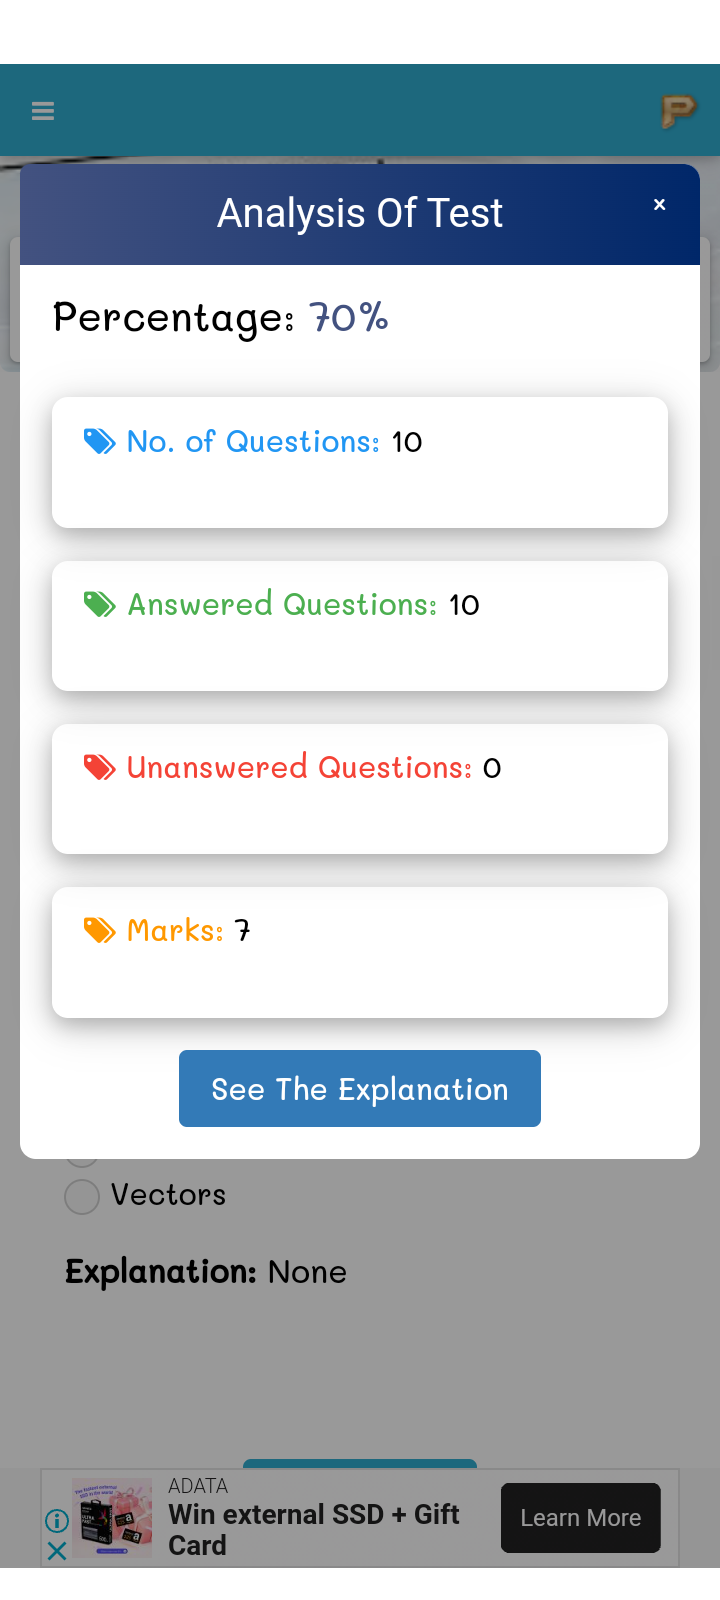 P
Analysis Of Test
×
Percentage: 70%
No. of Questions: 10
Answered Questions: 10
Unanswered Questions: 0
Marks: 7
See The Explanation
Vectors
Explanation: None
ADATA
Win external SSD + Gift
Card
Learn More